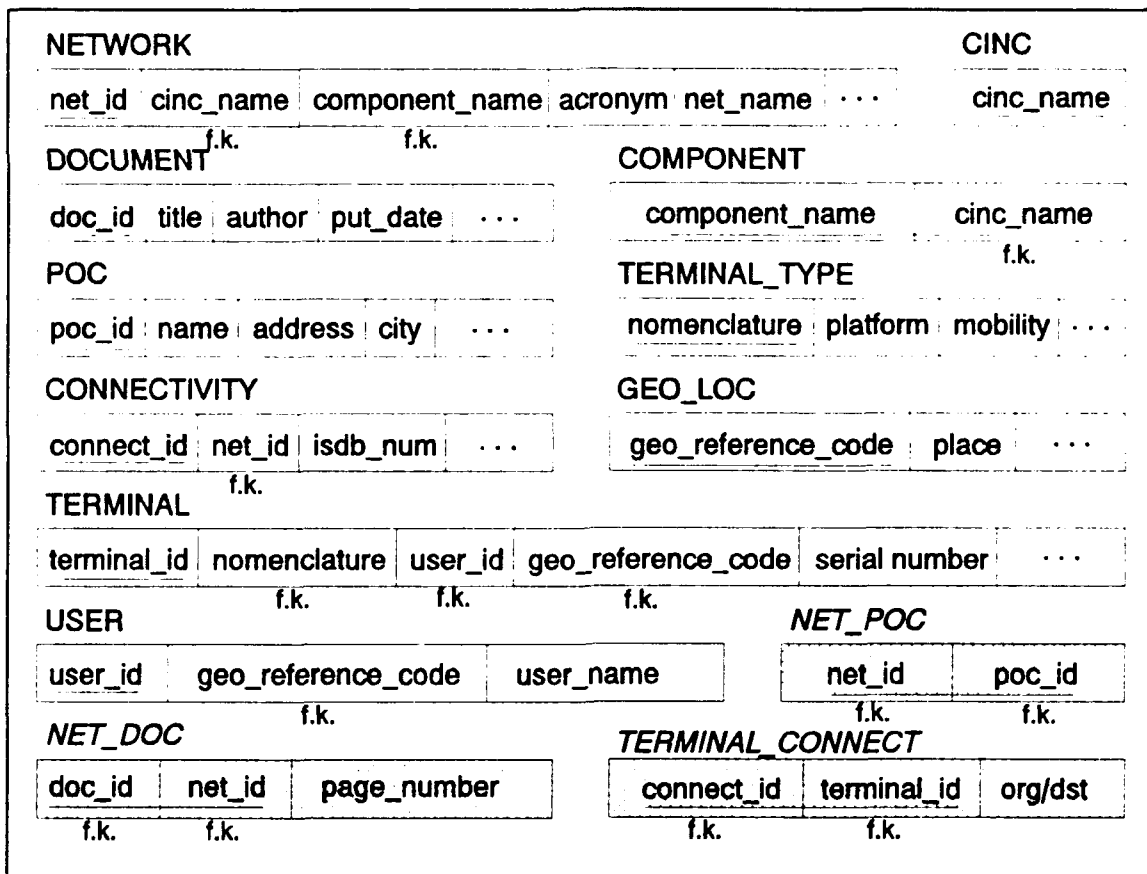 NETWORK CINC
net_id cinc_name component_name acronym net_name ··· cinc_name
f.k. f.k.
DOCUMENT COMPONENT
doc_id title author put_date ··· component_name cinc_name
f.k.
POC TERMINAL_TYPE
poc_id name address city ··· nomenclature platform mobility ···
CONNECTIVITY GEO_LOC
connect_id net_id isdb_num ··· geo_reference_code place ···
f.k.
TERMINAL
terminal_id nomenclature user_id geo_reference_code serial number ···
f.k. f.k. f.k.
USER NET_POC
user_id geo_reference_code user_name net_id poc_id
f.k. f.k. f.k.
NET_DOC TERMINAL_CONNECT
doc_id net_id page_number connect_id terminal_id org/dst
f.k. f.k. f.k. f.k.